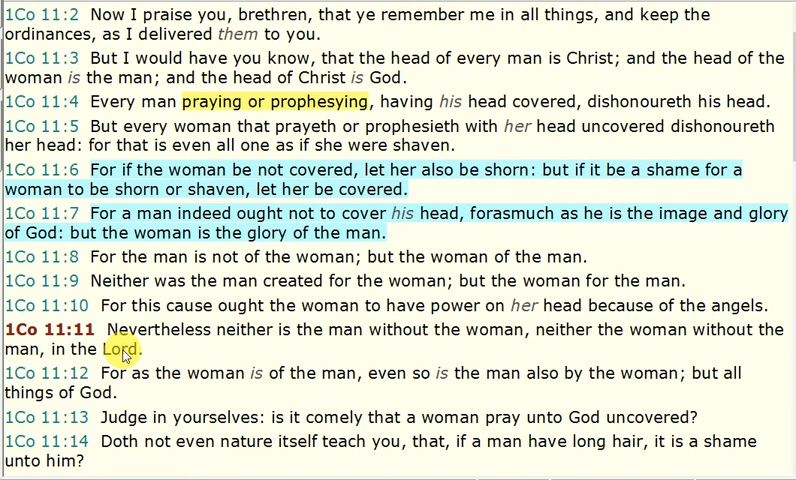 1Co 11:2 Now I praise you, brethren, that ye remember me in all things, and keep the
ordinances, as I delivered them to you.
1Co 11:3 But I would have you know, that the head of every man is Christ; and the head of the
woman is the man; and the head of Christ is God.
1Co 11:4 Every man praying or prophesying, having his head covered, dishonoureth his head.
1Co 11:5 But every woman that prayeth or prophesieth with her head uncovered dishonoureth
her head: for that is even all one as if she were shaven.
1Co 11:6 For if the woman be not covered, let her also be shorn: but if it be a shame for a
woman to be shorn or shaven, let her be covered.
1Co 11:7 For a man indeed ought not to cover his head, forasmuch as he is the image and glory
of God: but the woman is the glory of the man.
1Co 11:8 For the man is not of the woman; but the woman of the man.
1Co 11:9 Neither was the man created for the woman; but the woman for the man.
1Co 11:10 For this cause ought the woman to have power on her head because of the angels.
1Co 11:11 Nevertheless neither is the man without the woman, neither the woman without the
man, in the Lord.
1Co 11:12 For as the woman is of the man, even so is the man also by the woman; but all
things of God.
1Co 11:13 Judge in yourselves: is it comely that a woman pray unto God uncovered?
1Co 11:14 Doth not even nature itself teach you, that, if a man have long hair, it is a shame
unto him?